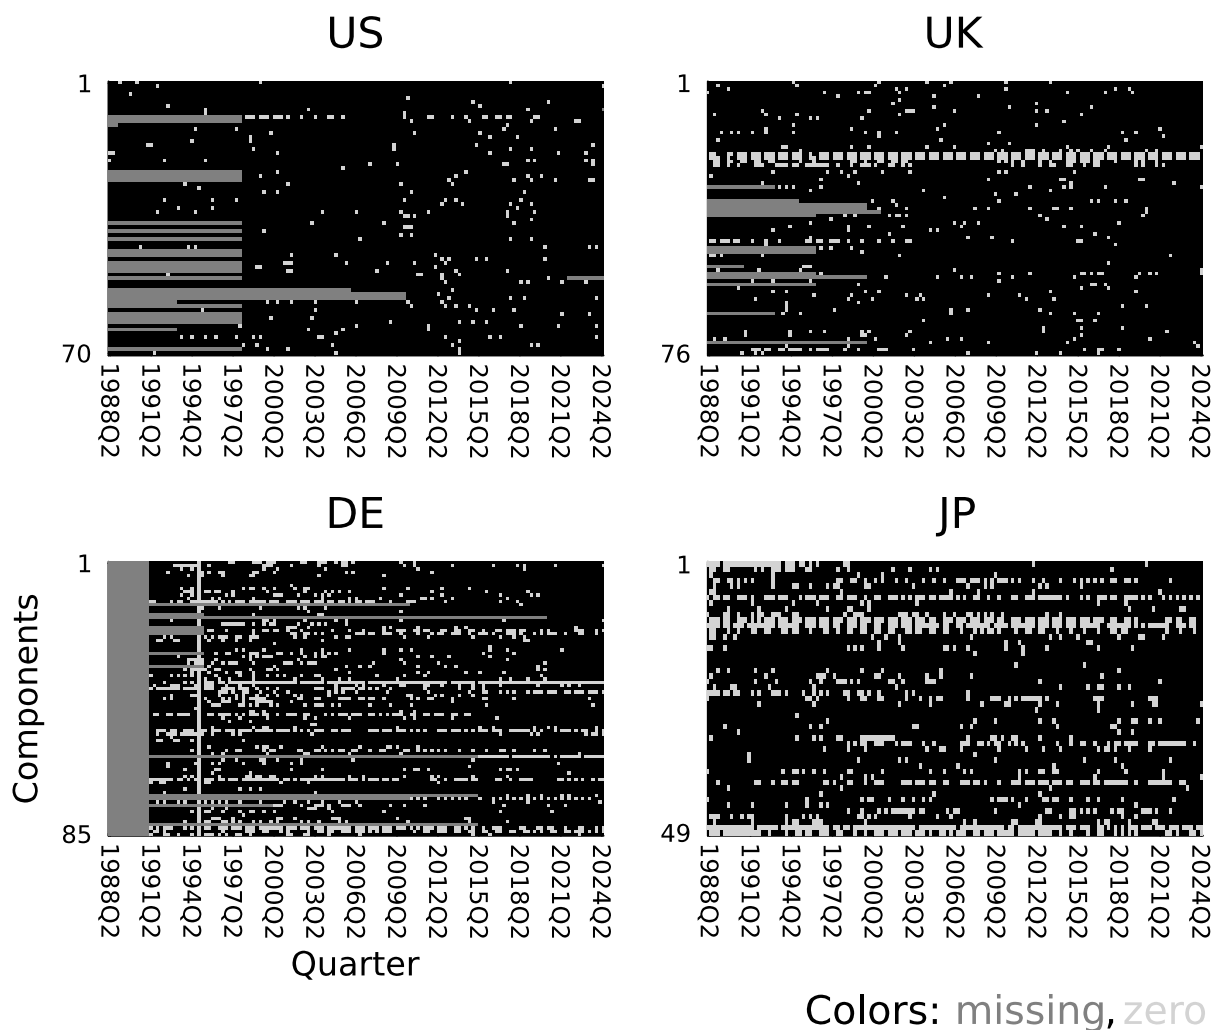 US
1
70
1988Q2 1991Q2 1994Q2 1997Q2 2000Q2 2003Q2 2006Q2 2009Q2 2012Q2 2015Q2 2018Q2 2021Q2 2024Q2
UK
1
76
1988Q2 1991Q2 1994Q2 1997Q2 2000Q2 2003Q2 2006Q2 2009Q2 2012Q2 2015Q2 2018Q2 2021Q2 2024Q2
DE
Components
1
85
1988Q2 1991Q2 1994Q2 1997Q2 2000Q2 2003Q2 2006Q2 2009Q2 2012Q2 2015Q2 2018Q2 2021Q2 2024Q2
Quarter
JP
1
49
1988Q2 1991Q2 1994Q2 1997Q2 2000Q2 2003Q2 2006Q2 2009Q2 2012Q2 2015Q2 2018Q2 2021Q2 2024Q2
Colors: missing, zero